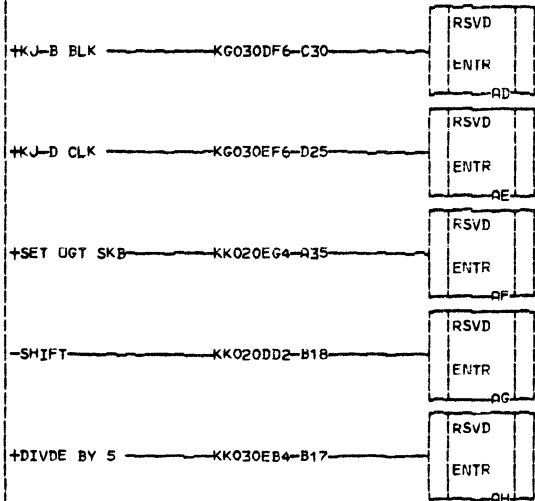 RSVD
+KJ-B BLK KG030DF6-C30
ENTR
AD
RSVD
+KJ-D CLK KG030EF6-D25
ENTR
AE
RSVD
+SET UGT SKB KK020EG4-A35
ENTR
AF
RSVD
-SHIFT KK020DD2-B18
ENTR
AG
RSVD
+DIVDE BY 5 KK030EB4-B17
ENTR
AH